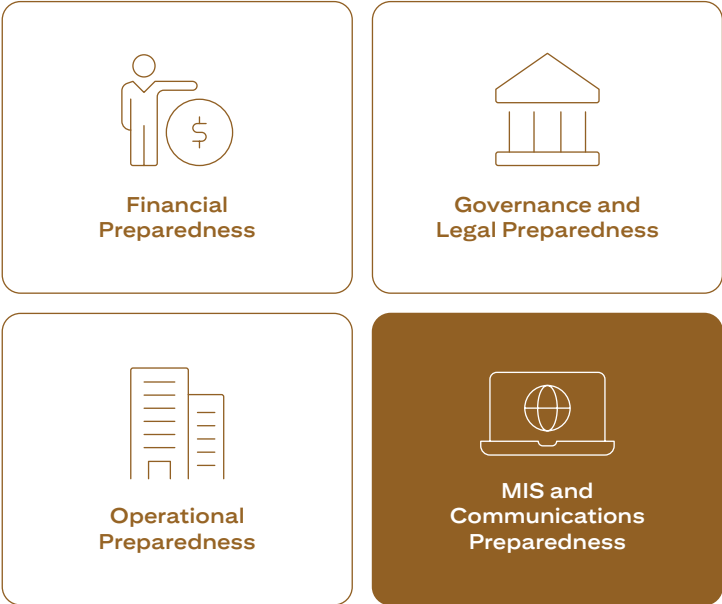 $
Financial
Preparedness
Governance and
Legal Preparedness
Operational
Preparedness
MIS and
Communications
Preparedness